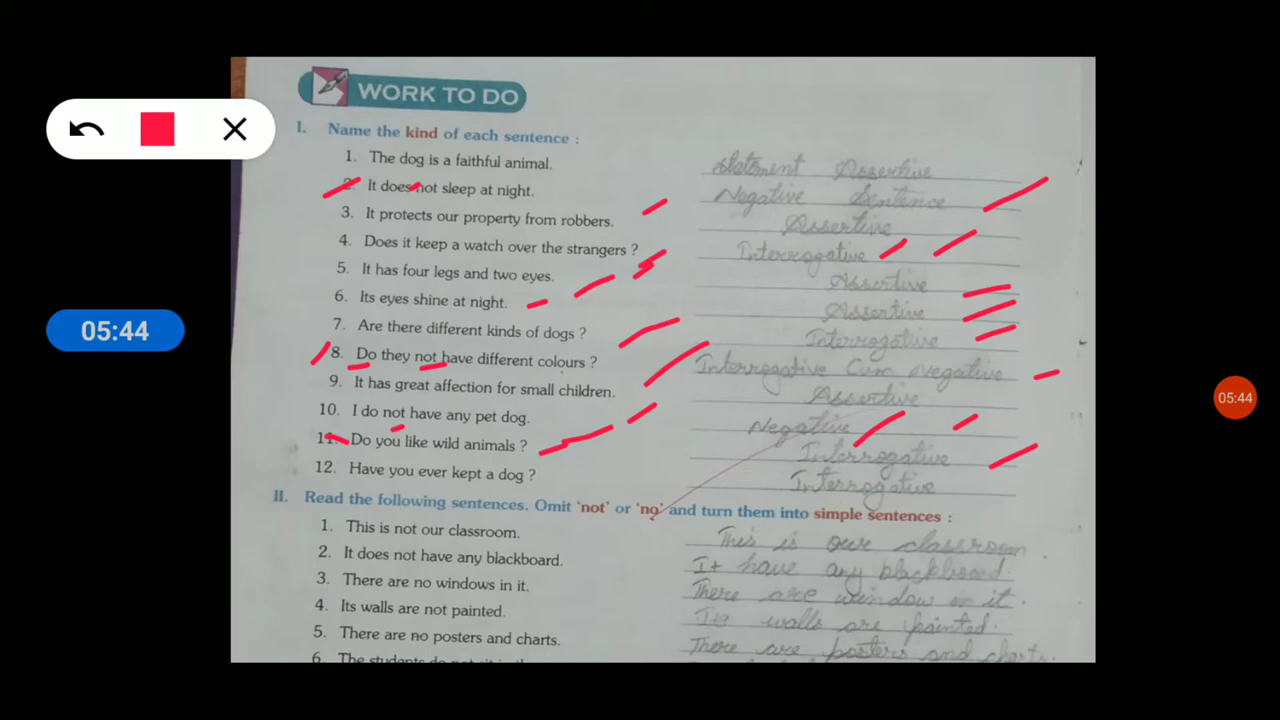 WORK TO DO
I. Name the kind of each sentence :
1. The dog is a faithful animal. Statement Assertive
2. It does not sleep at night. Negative Sentence
3. It protects our property from robbers. Assertive
4. Does it keep a watch over the strangers ? Interrogative
5. It has four legs and two eyes. Assertive
6. Its eyes shine at night. Assertive
7. Are there different kinds of dogs ? Interrogative
8. Do they not have different colours ? Interrogative Cum Negative
9. It has great affection for small children. Assertive
10. I do not have any pet dog. Negative
11. Do you like wild animals ? Interrogative
12. Have you ever kept a dog ? Interrogative
II. Read the following sentences. Omit 'not' or 'no' and turn them into simple sentences :
1. This is not our classroom. This is our classroom.
2. It does not have any blackboard. It have any blackboard.
3. There are no windows in it. There are window in it.
4. Its walls are not painted. Its walls are painted.
5. There are no posters and charts. There are posters and charts.
6. The students do not
05:44
05:44